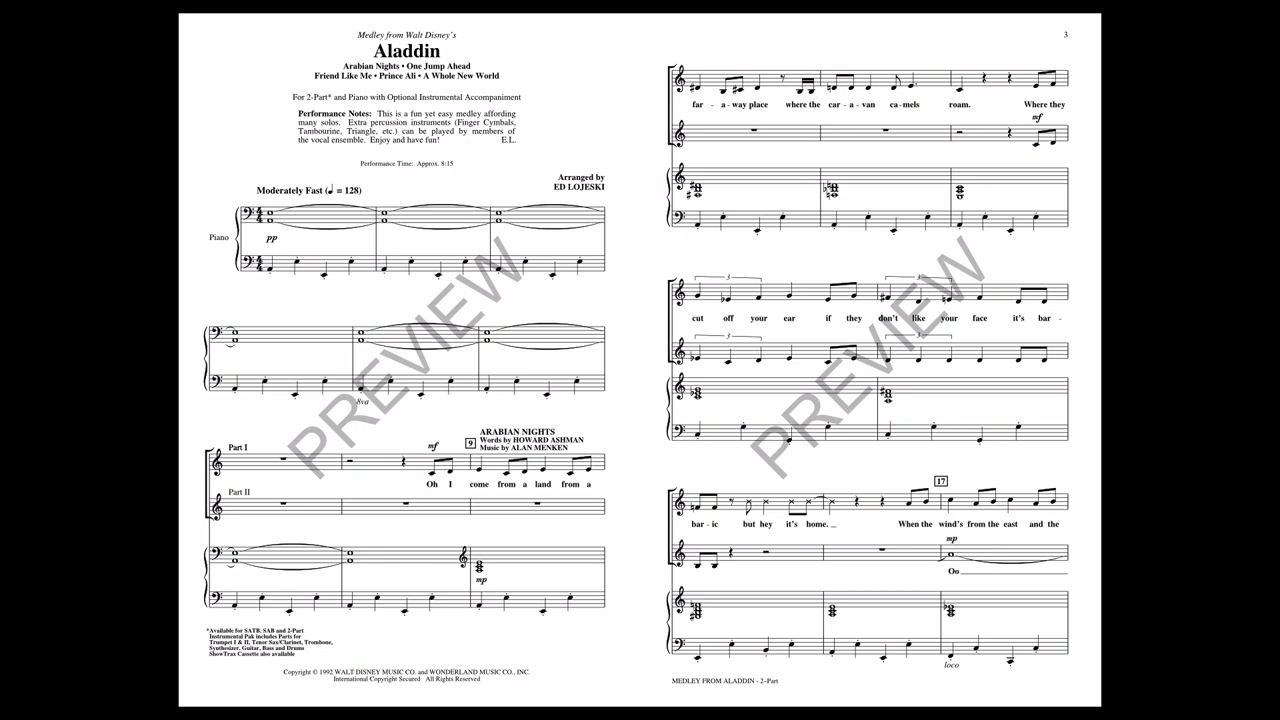 Medley from Walt Disney's
Aladdin
Arabian Nights • One Jump Ahead
Friend Like Me • Prince Ali • A Whole New World
For 2-Part* and Piano with Optional Instrumental Accompaniment
Performance Notes: This is a fun yet easy medley affording
many solos. Extra percussion instruments (Finger Cymbals,
Tambourine, Triangle, etc.) can be played by members of
the vocal ensemble. Enjoy and have fun! E.L.
Performance Time: Approx. 8:15
Arranged by
ED LOJESKI
Moderately Fast (♩ = 128)
Piano
pp
8va
ARABIAN NIGHTS
Words by HOWARD ASHMAN
Music by ALAN MENKEN
9
Part I
mf
Oh I come from a land from a
Part II
mp
*Available for SATB, SAB and 2-Part
Instrumental Pak includes Parts for
Trumpet I & II, Tenor Sax/Clarinet, Trombone,
Synthesizer, Guitar, Bass and Drums
ShowTrax Cassette also available
Copyright © 1992 WALT DISNEY MUSIC CO. and WONDERLAND MUSIC CO., INC.
International Copyright Secured All Rights Reserved
PREVIEW
3
far - a - way place where the car - a - van ca - mels roam. Where they
mf
3 3
cut off your ear if they don't like your face it's bar -
3 3
17
bar - ic but hey it's home. _ When the wind's from the east and the
mp
Oo
loco
MEDLEY FROM ALADDIN - 2-Part
PREVIEW